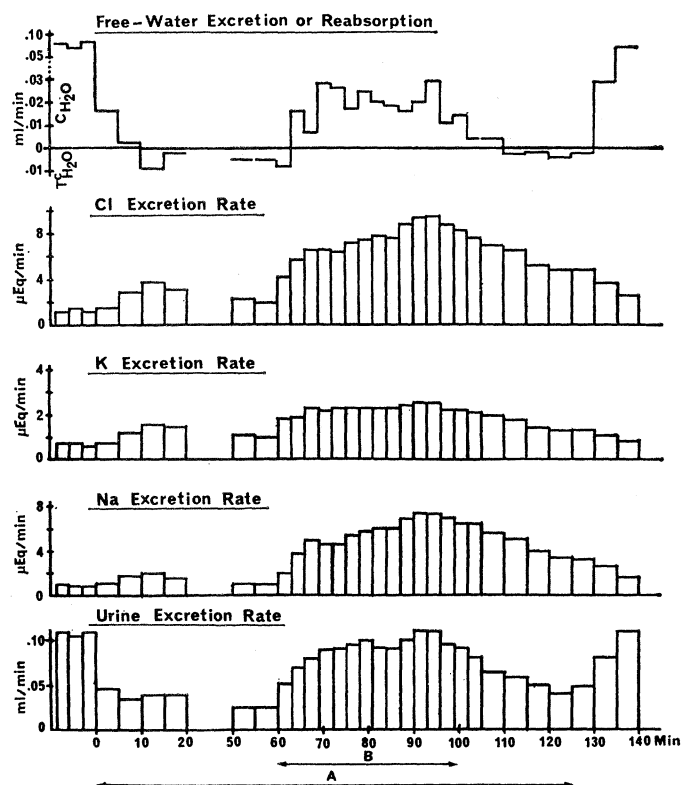 Free-Water Excretion or Reabsorption
.10
.05
.03
.02
.01
0
.01
ml/min
CH2O
TcH2O
Cl Excretion Rate
8
4
0
µEq/min
K Excretion Rate
4
2
0
µEq/min
Na Excretion Rate
8
4
0
µEq/min
Urine Excretion Rate
.10
.05
0
ml/min
0 10 20 50 60 70 80 90 100 110 120 130 140 Min
B
A